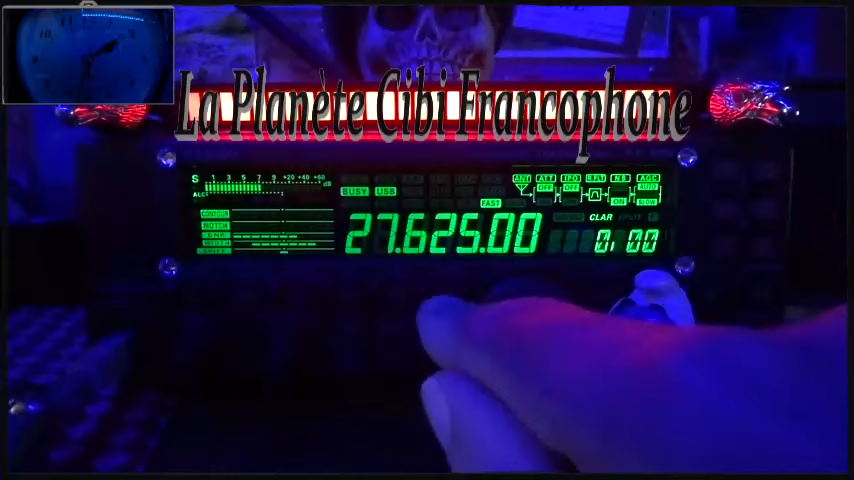 La Planète Cibi Francophone
S 1 3 5 7 9 +20 +40 +60 dB
ALC
BUSY USB
FAST
ANT ATT IPO R.FLT NB AGC
OFF OFF AUTO
ON SLOW
CONTOUR
NOTCH
DNR
WIDTH
SHIFT
27.625.00
CLAR SPLIT
0.00